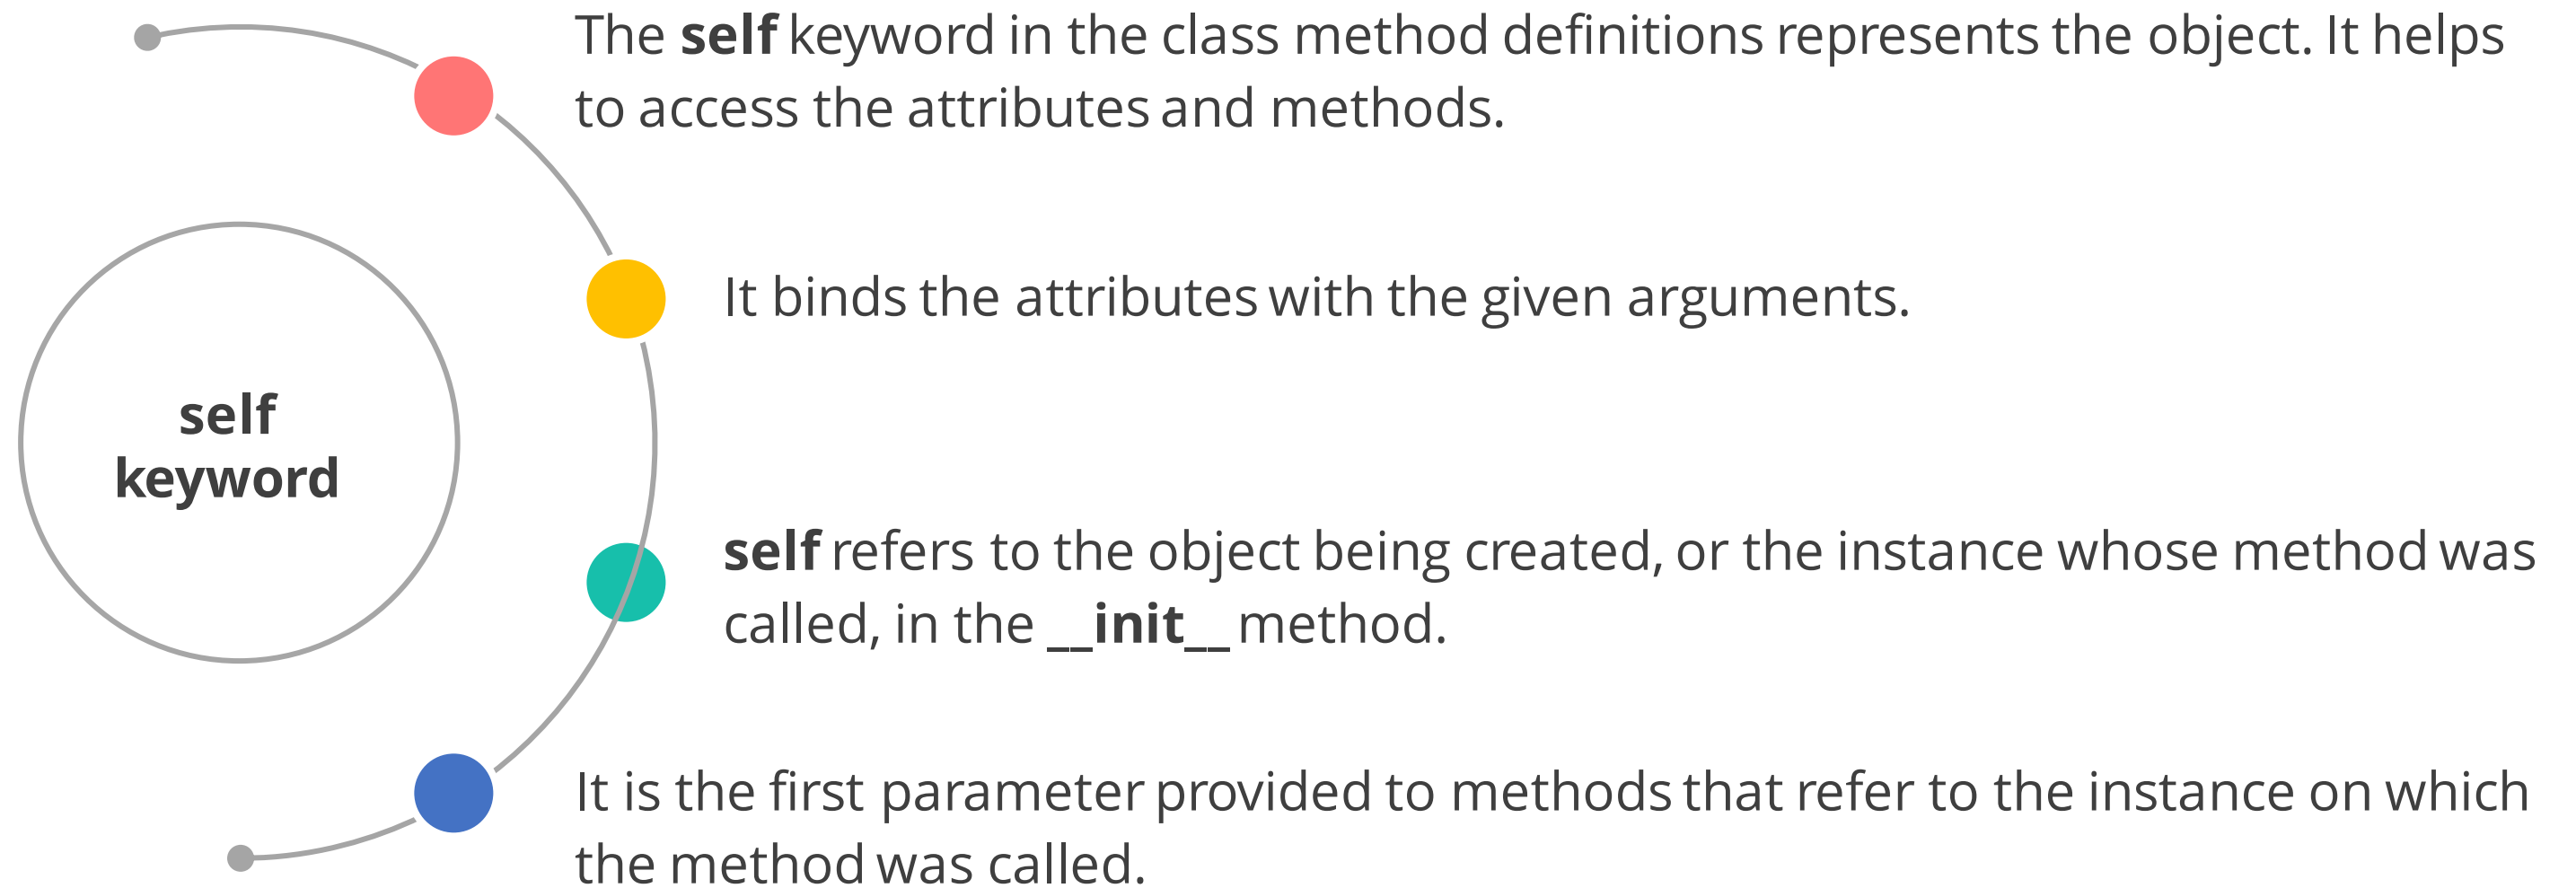 The self keyword in the class method definitions represents the object. It helps
to access the attributes and methods.
It binds the attributes with the given arguments.
self
keyword
self refers to the object being created, or the instance whose method was
called, in the __init__ method.
It is the first parameter provided to methods that refer to the instance on which
the method was called.